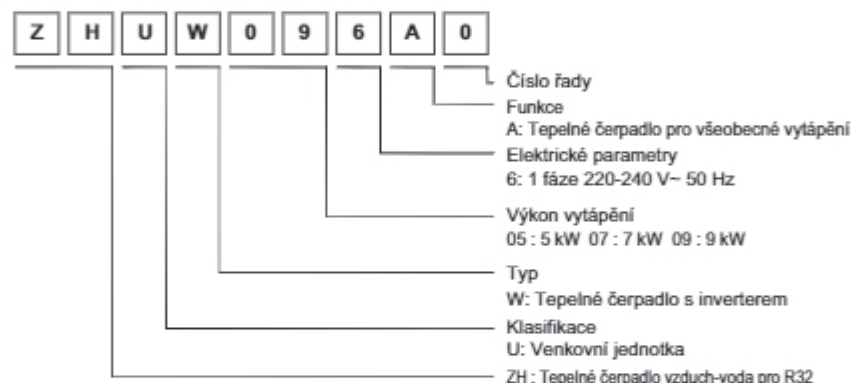 Z H U W 0 9 6 A 0
Číslo řady
Funkce
A: Tepelné čerpadlo pro všeobecné vytápění
Elektrické parametry
6: 1 fáze 220-240 V~ 50 Hz
Výkon vytápění
05 : 5 kW 07 : 7 kW 09 : 9 kW
Typ
W: Tepelné čerpadlo s inverterem
Klasifikace
U: Venkovní jednotka
ZH : Tepelné čerpadlo vzduch-voda pro R32